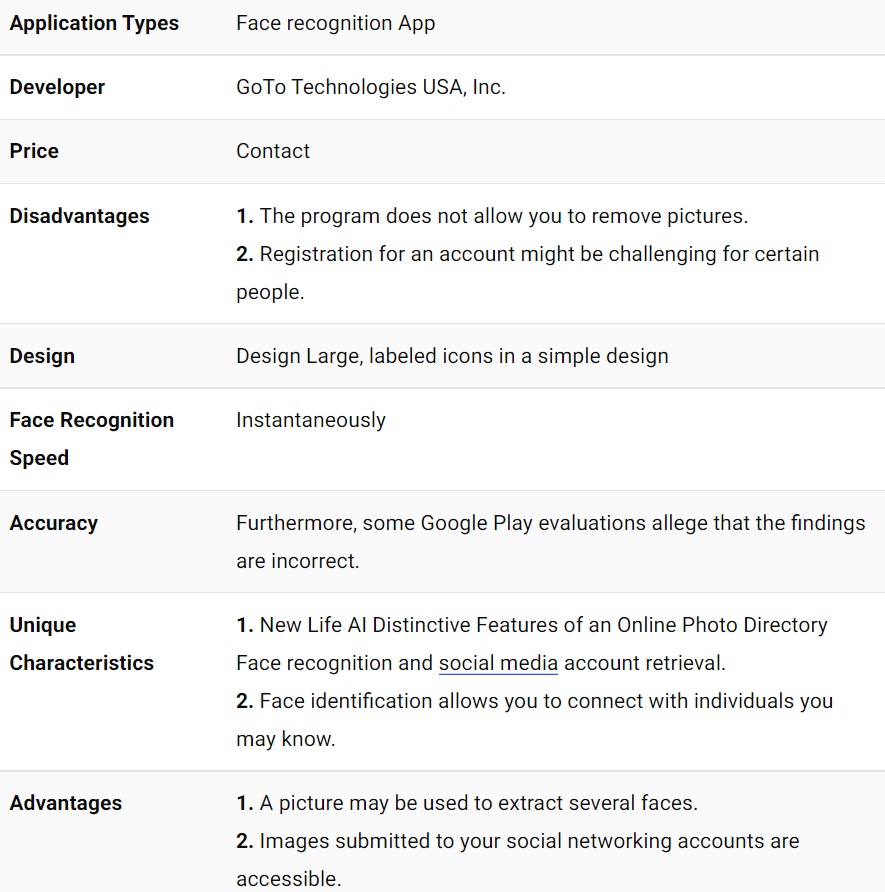 Application Types Face recognition App
Developer GoTo Technologies USA, Inc.
Price Contact
Disadvantages 1. The program does not allow you to remove pictures.
2. Registration for an account might be challenging for certain
people.
Design Design Large, labeled icons in a simple design
Face Recognition Instantaneously
Speed
Accuracy Furthermore, some Google Play evaluations allege that the findings
are incorrect.
Unique 1. New Life AI Distinctive Features of an Online Photo Directory
Characteristics Face recognition and social media account retrieval.
2. Face identification allows you to connect with individuals you
may know.
Advantages 1. A picture may be used to extract several faces.
2. Images submitted to your social networking accounts are
accessible.